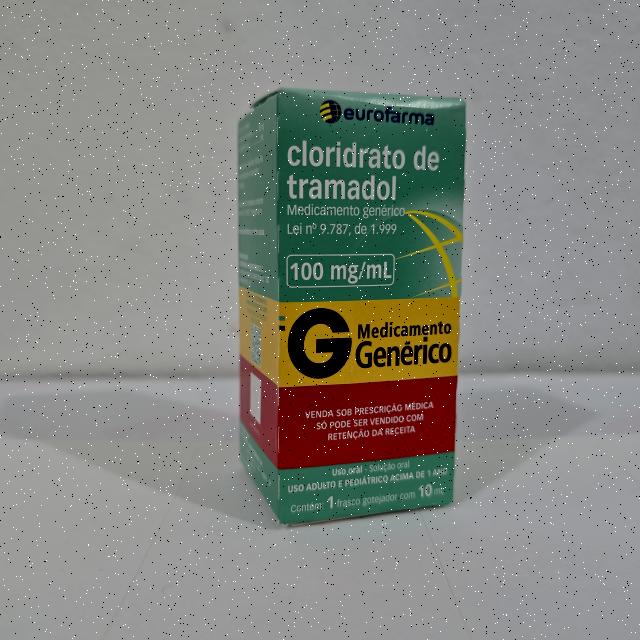 eurofarma
cloridrato de
tramadol
Medicamento genérico
Lei nº 9.787, de 1.999
100 mg/mL
G Medicamento
Genérico
VENDA SOB PRESCRIÇÃO MÉDICA
SÓ PODE SER VENDIDO COM
RETENÇÃO DA RECEITA
Uso oral - Solução oral
USO ADULTO E PEDIÁTRICO ACIMA DE 1 ANO
Contém 1 frasco gotejador com 10 mL